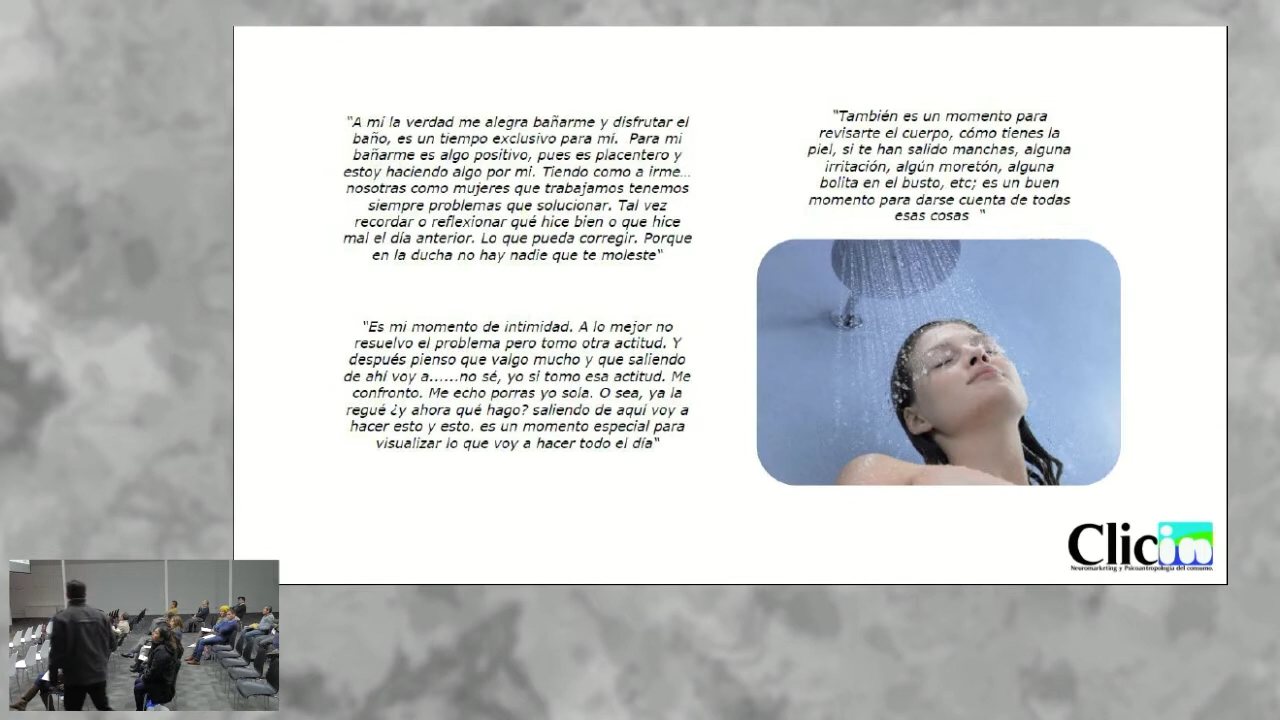 "A mí la verdad me alegra bañarme y disfrutar el
baño, es un tiempo exclusivo para mí.  Para mi
bañarme es algo positivo, pues es placentero y
estoy haciendo algo por mí. Tiendo como a irme...
nosotras como mujeres que trabajamos tenemos
siempre problemas que solucionar. Tal vez
recordar o reflexionar qué hice bien o que hice
mal el día anterior. Lo que pueda corregir. Porque
en la ducha no hay nadie que te moleste"
"Es mi momento de intimidad. A lo mejor no
resuelvo el problema pero tomo otra actitud. Y
después pienso que valgo mucho y que saliendo
de ahí voy a......no sé, yo si tomo esa actitud. Me
confronto. Me echo porras yo sola. O sea, ya la
regué ¿y ahora qué hago? saliendo de aquí voy a
hacer esto y esto. es un momento especial para
visualizar lo que voy a hacer todo el día"
"También es un momento para
revisarte el cuerpo, cómo tienes la
piel, si te han salido manchas, alguna
irritación, algún moretón, alguna
bolita en el busto, etc; es un buen
momento para darse cuenta de todas
esas cosas  "
Clicin
Neuromarketing y Psicoantropología del consumo.